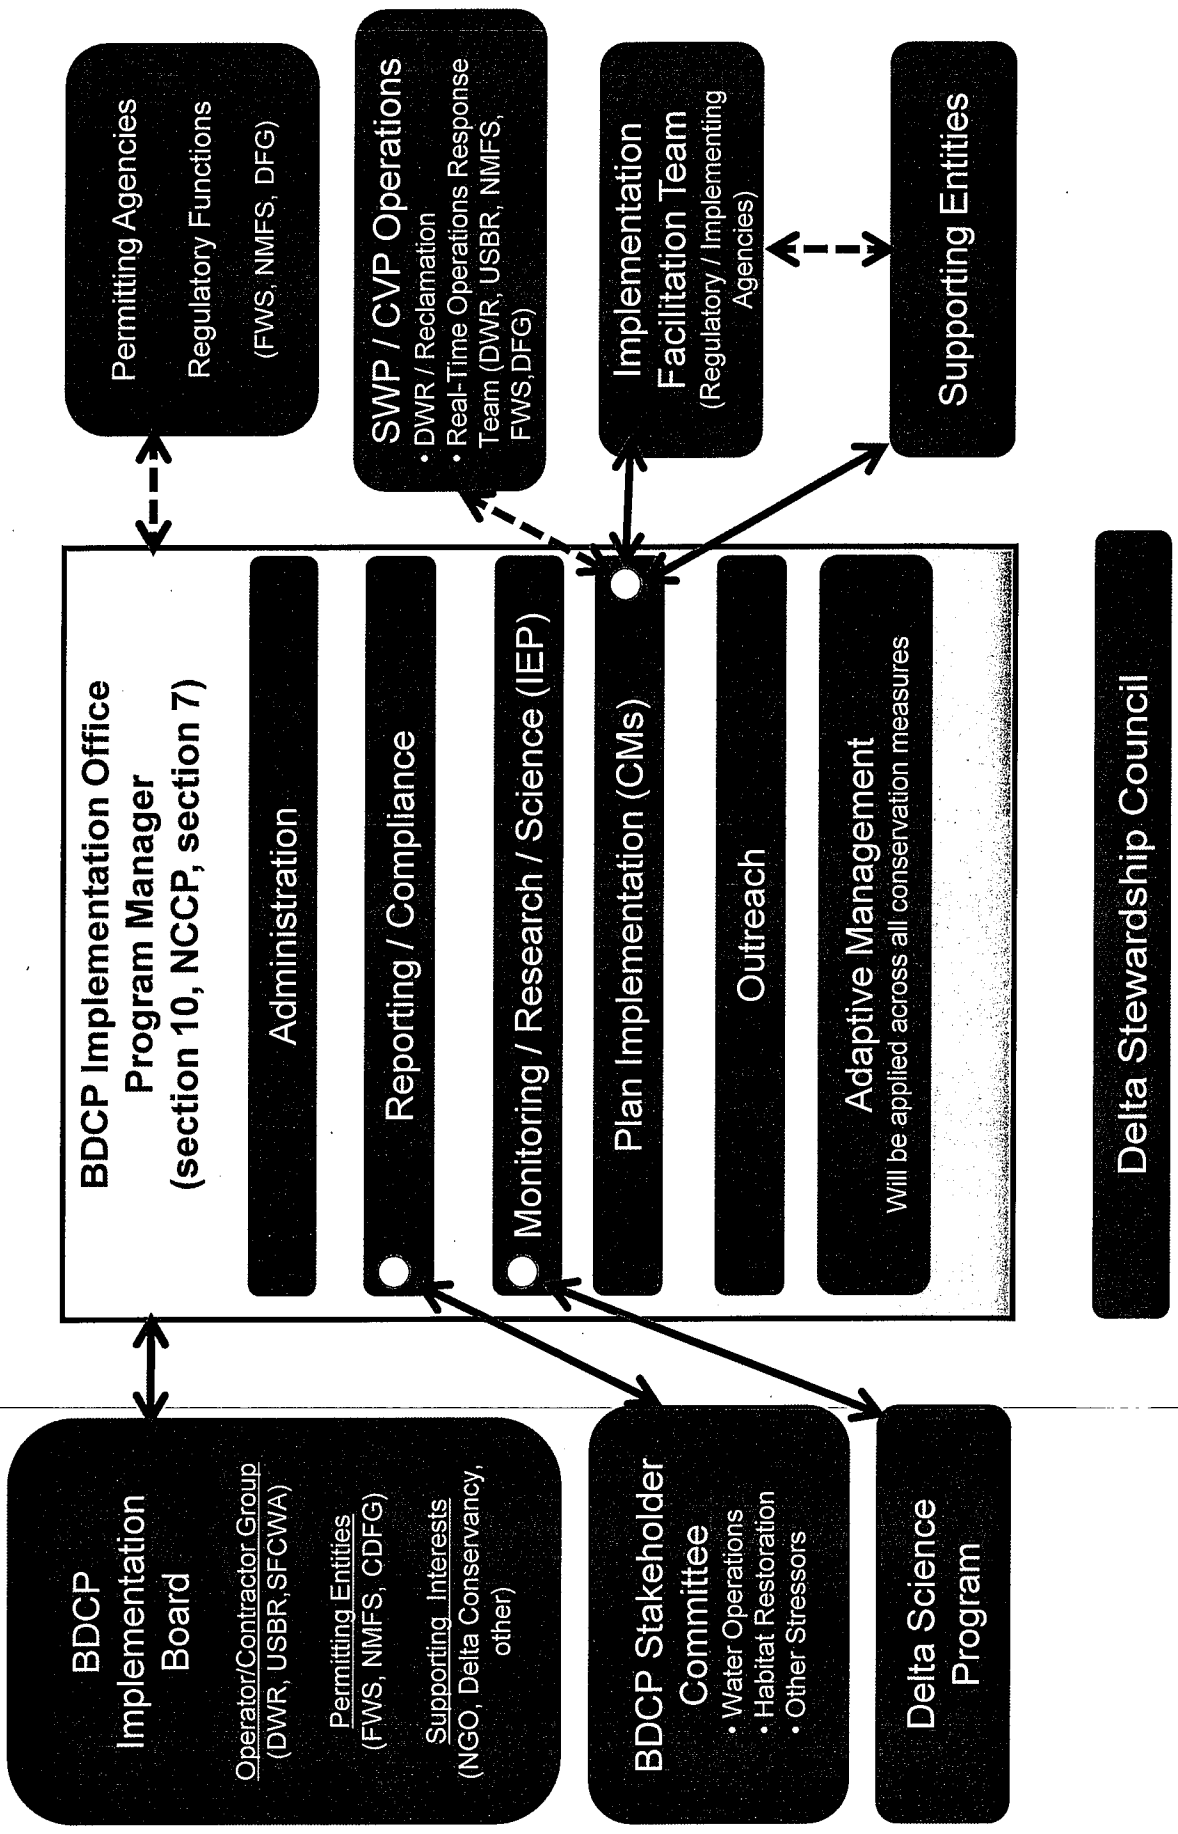 BDCP
Implementation
Board
Operator/Contractor Group
(DWR, USBR,SFCWA)
Permitting Entities
(FWS, NMFS, CDFG)
Supporting Interests
(NGO, Delta Conservancy,
other)
BDCP Stakeholder
Committee
• Water Operations
• Habitat Restoration
• Other Stressors
Delta Science
Program
BDCP Implementation Office
Program Manager
(section 10, NCCP, section 7)
Administration
Reporting / Compliance
Monitoring / Research / Science (IEP)
Plan Implementation (CMs)
Outreach
Adaptive Management
Will be applied across all conservation measures
Delta Stewardship Council
Permitting Agencies
Regulatory Functions
(FWS, NMFS, DFG)
SWP / CVP Operations
• DWR / Reclamation
• Real-Time Operations Response
Team (DWR, USBR, NMFS,
FWS,DFG)
Implementation
Facilitation Team
(Regulatory / Implementing
Agencies)
Supporting Entities